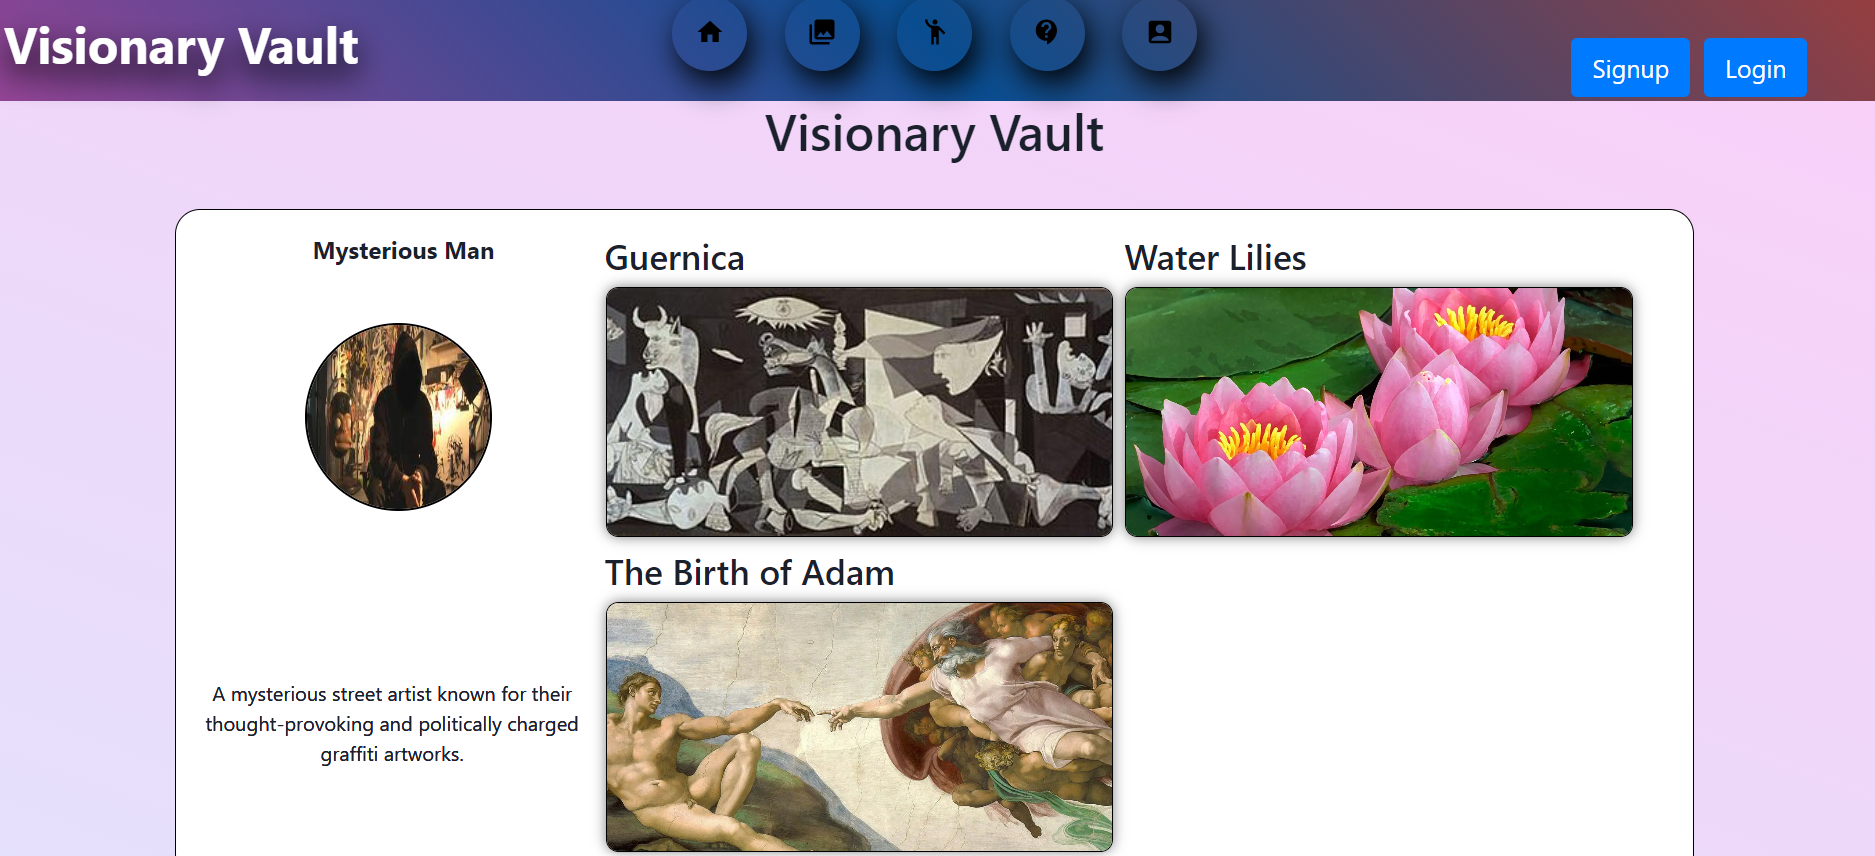 Visionary Vault
Signup
Login
Visionary Vault
Mysterious Man
A mysterious street artist known for their
thought-provoking and politically charged
graffiti artworks.
Guernica
Water Lilies
The Birth of Adam